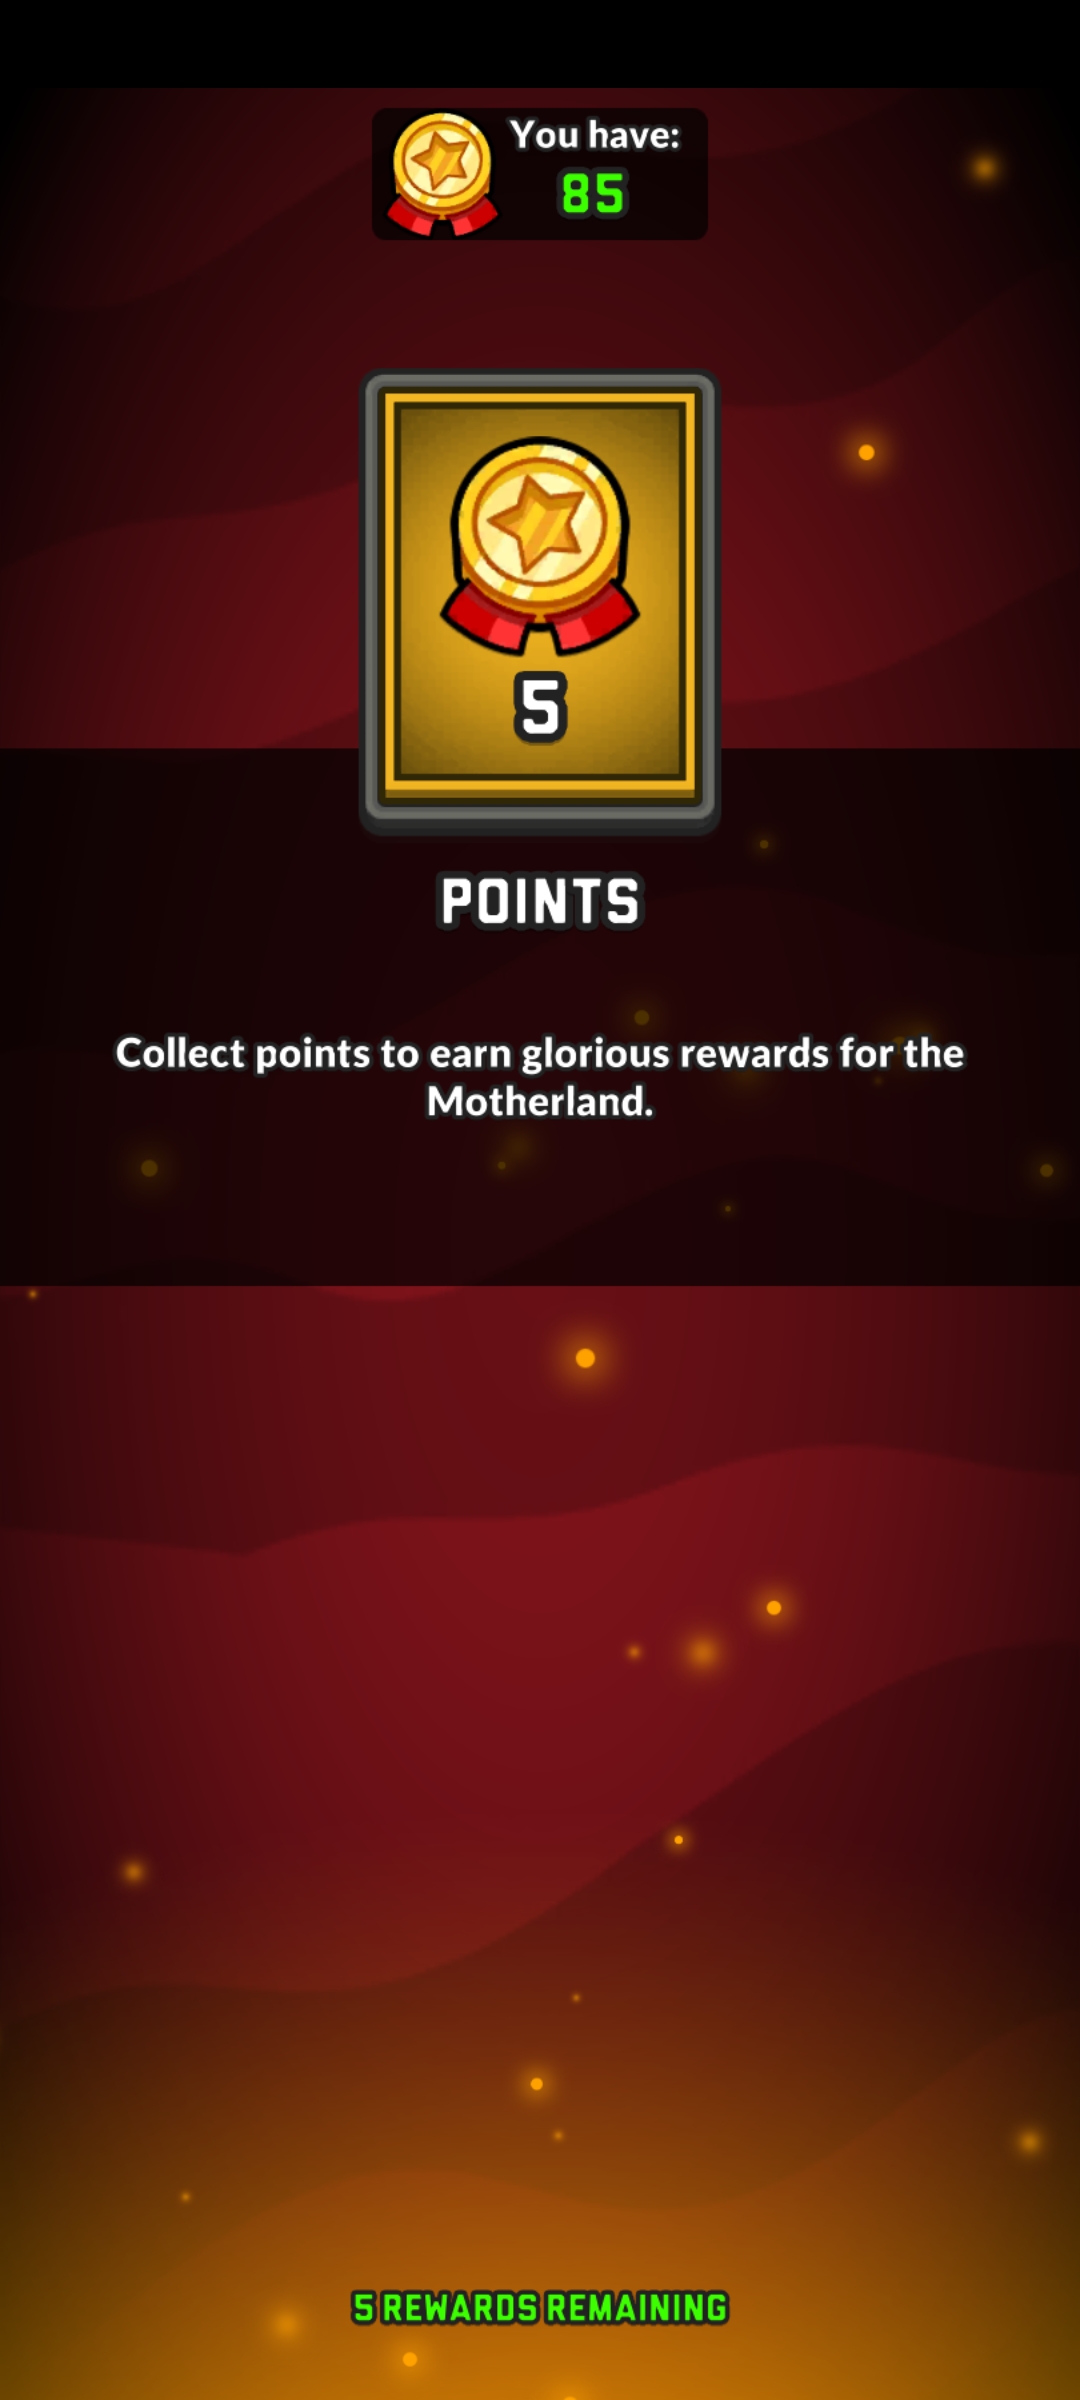 You have:
85
5
POINTS
Collect points to earn glorious rewards for the
Motherland.
5 REWARDS REMAINING